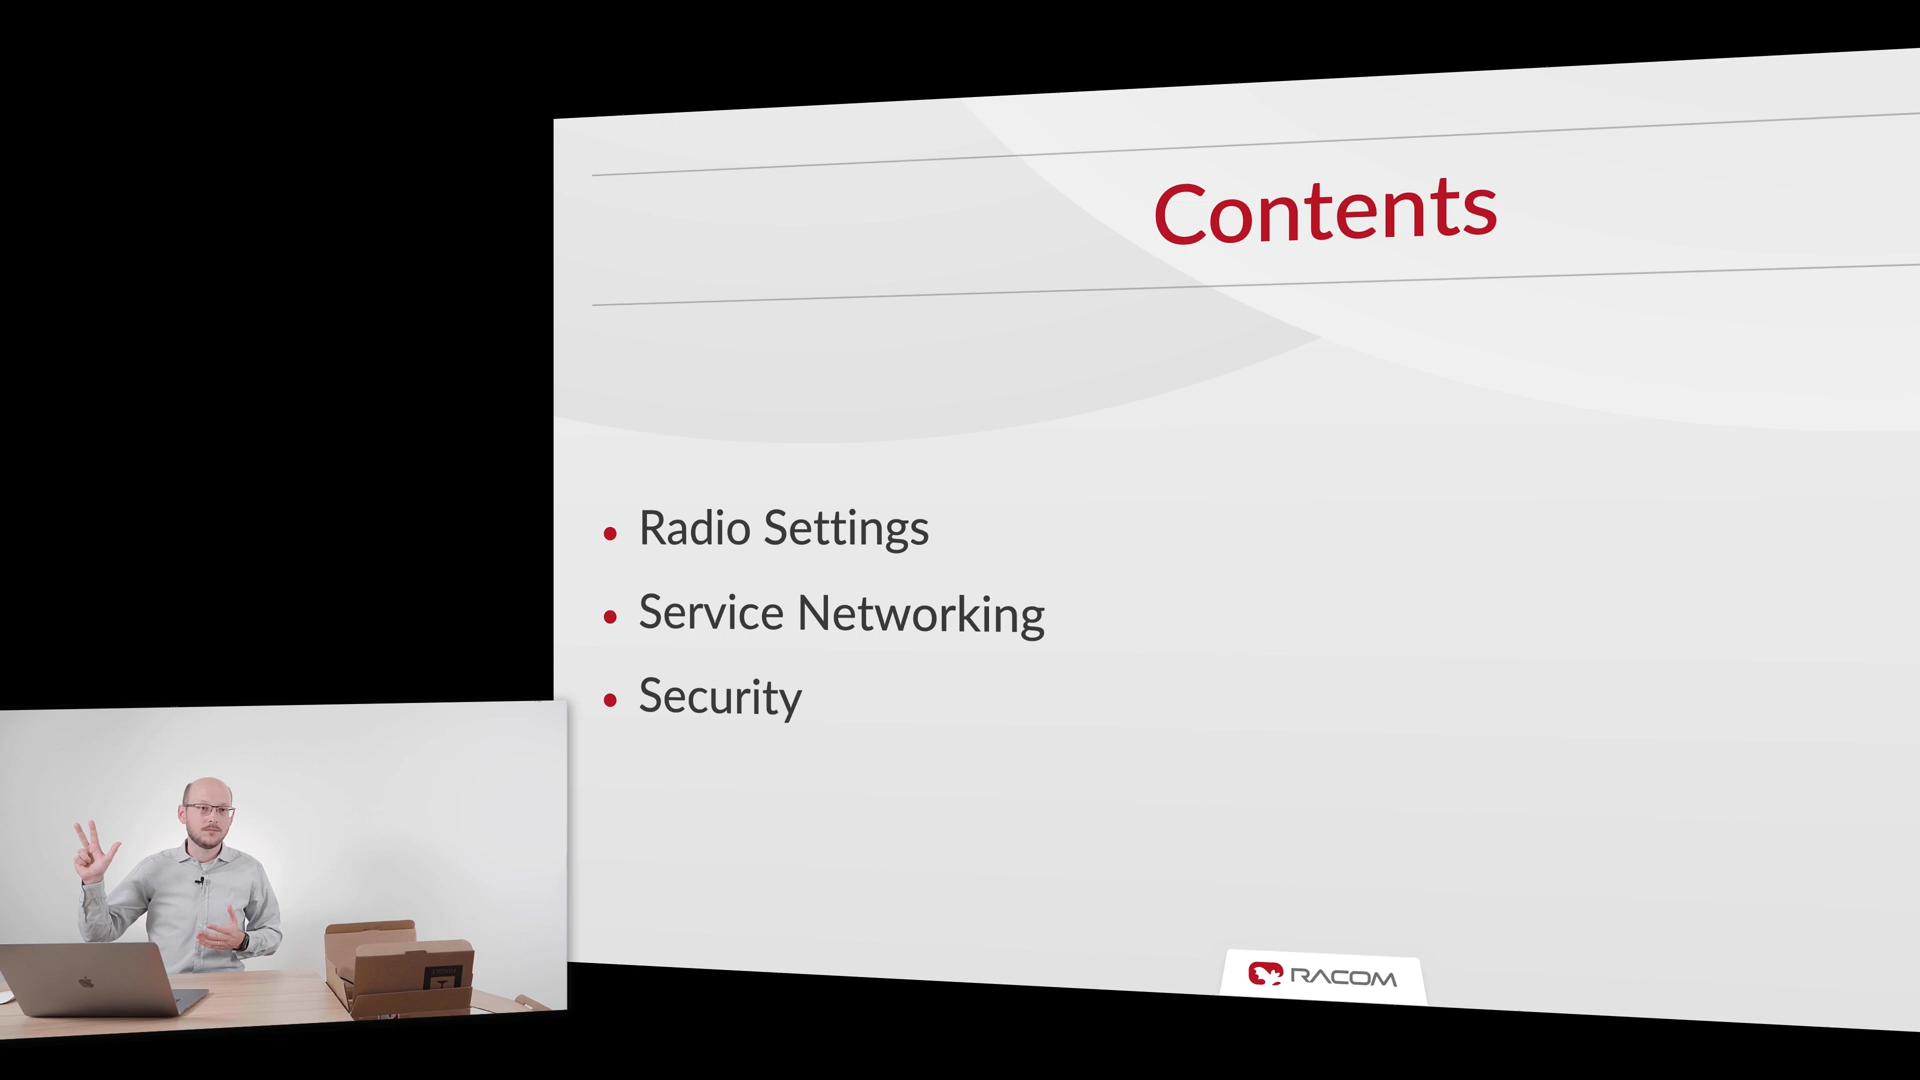 Contents
Radio Settings
Service Networking
Security
RACOM